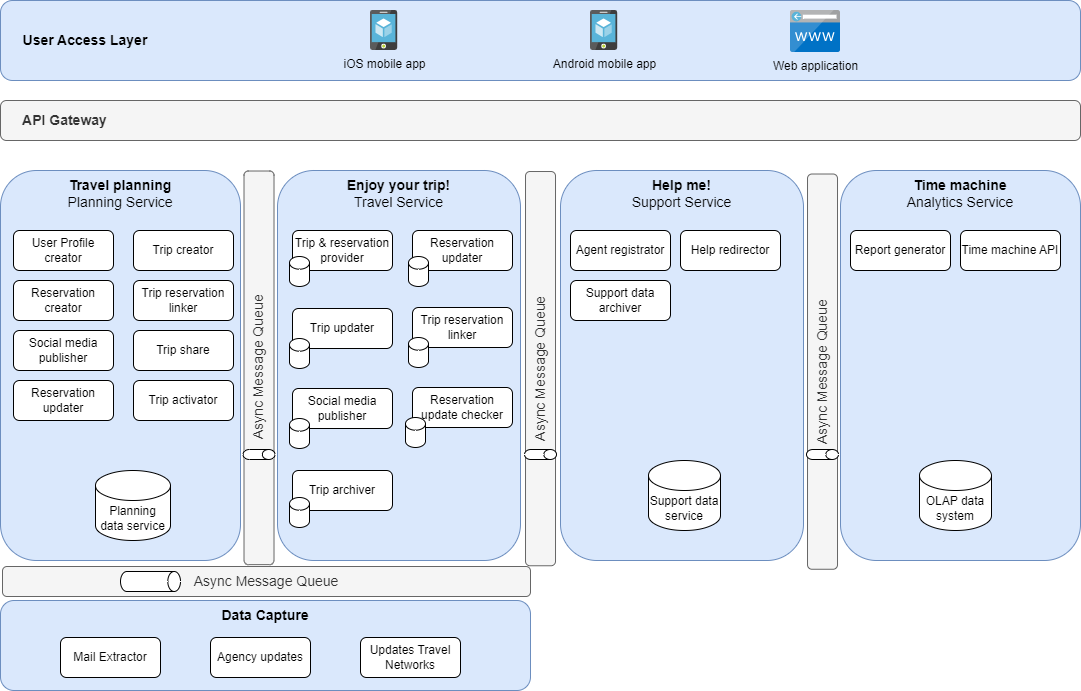 User Access Layer
iOS mobile app
Android mobile app
WWW
Web application
API Gateway
Travel planning
Planning Service
User Profile
creator
Trip creator
Reservation
creator
Trip reservation
linker
Social media
publisher
Trip share
Reservation
updater
Trip activator
Planning
data service
Async Message Queue
Enjoy your trip!
Travel Service
Trip & reservation
provider
Reservation
updater
Trip updater
Trip reservation
linker
Social media
publisher
Reservation
update checker
Trip archiver
Async Message Queue
Help me!
Support Service
Agent registrator
Help redirector
Support data
archiver
Support data
service
Async Message Queue
Time machine
Analytics Service
Report generator
Time machine API
OLAP data
system
Async Message Queue
Data Capture
Mail Extractor
Agency updates
Updates Travel
Networks